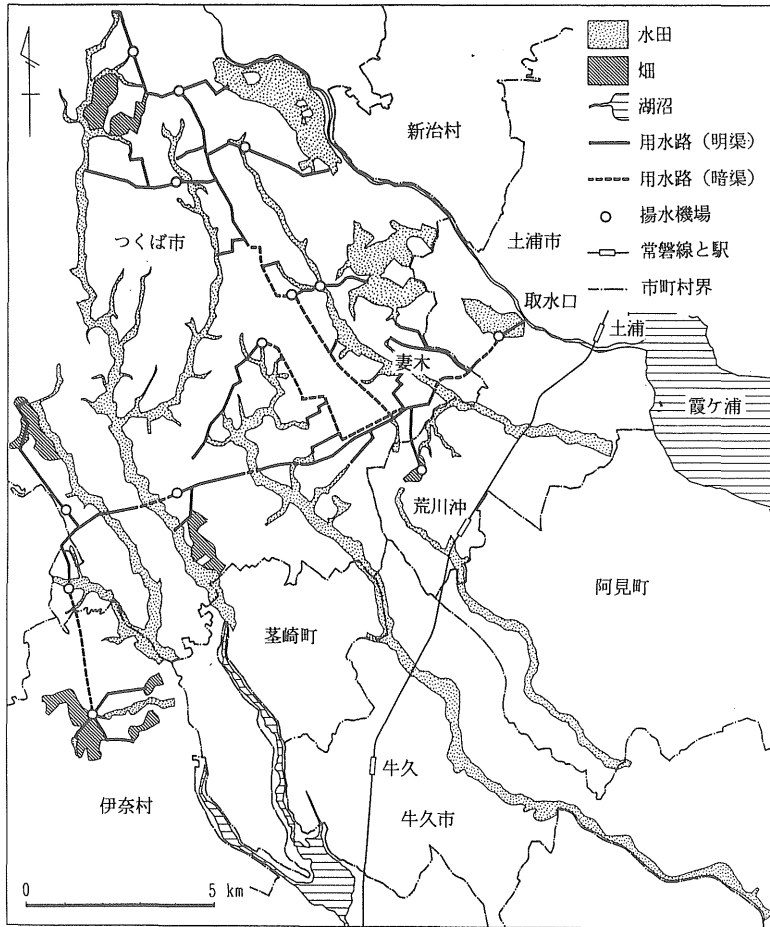 水田
畑
湖沼
用水路（明渠）
用水路（暗渠）
揚水機場
常磐線と駅
市町村界
新治村
つくば市
土浦市
取水口
土浦
妻木
霞ケ浦
荒川沖
阿見町
茎崎町
牛久
伊奈村
牛久市
0 5 km